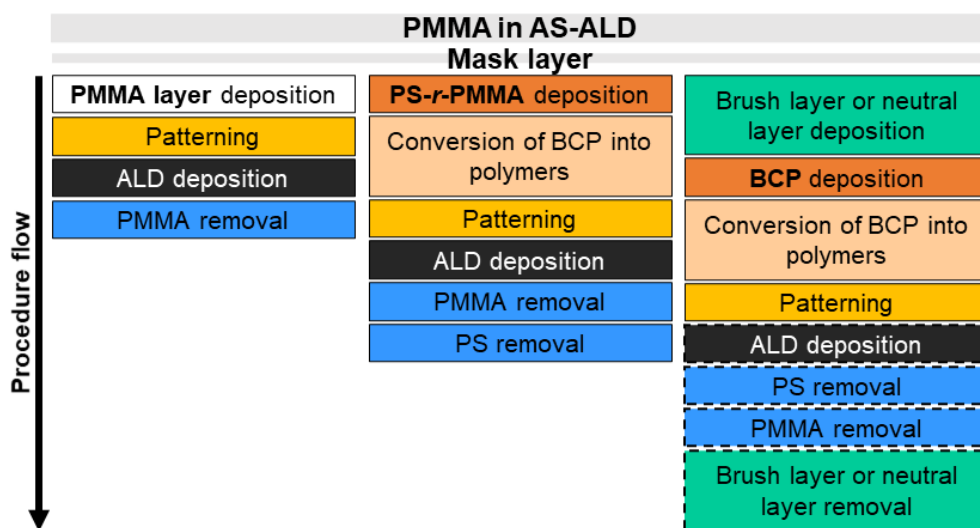 PMMA in AS-ALD
Mask layer
Procedure flow
PMMA layer deposition
Patterning
ALD deposition
PMMA removal
PS-r-PMMA deposition
Conversion of BCP into
polymers
Patterning
ALD deposition
PMMA removal
PS removal
Brush layer or neutral
layer deposition
BCP deposition
Conversion of BCP into
polymers
Patterning
ALD deposition
PS removal
PMMA removal
Brush layer or neutral
layer removal